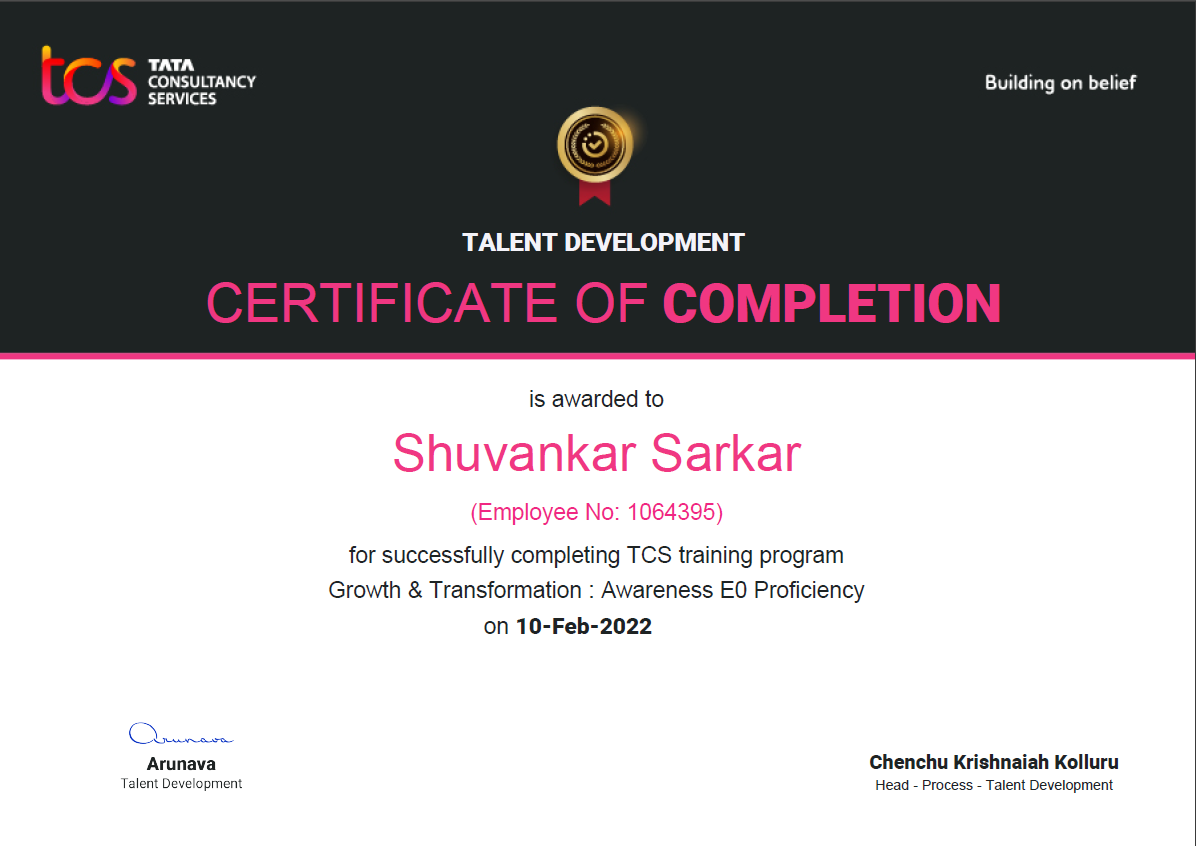 tcs TATA
CONSULTANCY
SERVICES
Building on belief
TALENT DEVELOPMENT
CERTIFICATE OF COMPLETION
is awarded to
Shuvankar Sarkar
(Employee No: 1064395)
for successfully completing TCS training program
Growth & Transformation : Awareness E0 Proficiency
on 10-Feb-2022
Arunava
Arunava
Talent Development
Chenchu Krishnaiah Kolluru
Head - Process - Talent Development